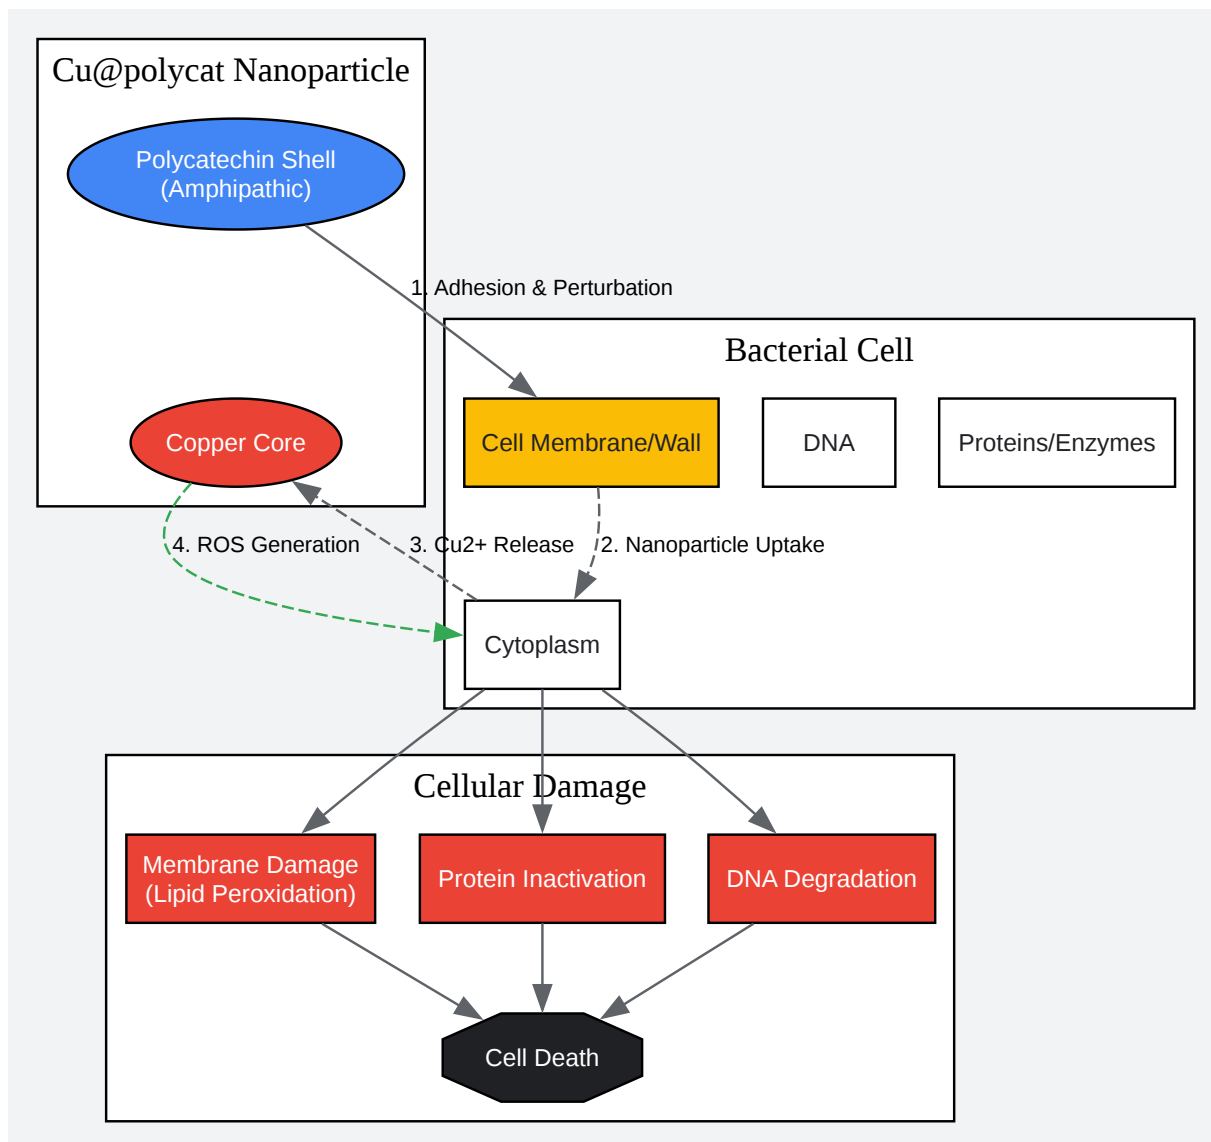 Cu@polycat Nanoparticle
Polycatechin Shell
(Amphipathic)
1. Adhesion & Perturbation
Bacterial Cell
Copper Core
Cell Membrane/Wall
DNA
Proteins/Enzymes
4. ROS Generation
3. Cu2+ Release
2. Nanoparticle Uptake
Cytoplasm
Cellular Damage
Membrane Damage
(Lipid Peroxidation)
Protein Inactivation
DNA Degradation
Cell Death